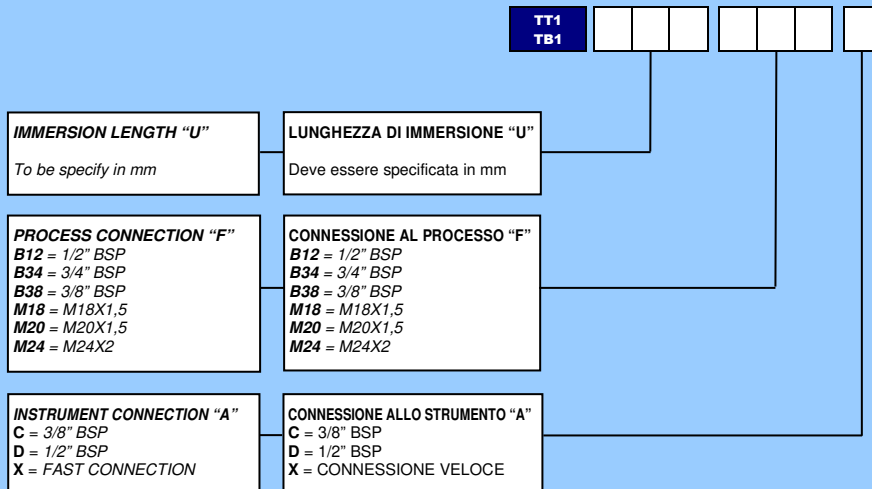 TT1
TB1
IMMERSION LENGTH “U”
To be specify in mm
LUNGHEZZA DI IMMERSIONE “U”
Deve essere specificata in mm
PROCESS CONNECTION “F”
B12 = 1/2” BSP
B34 = 3/4” BSP
B38 = 3/8” BSP
M18 = M18X1,5
M20 = M20X1,5
M24 = M24X2
CONNESSIONE AL PROCESSO “F”
B12 = 1/2” BSP
B34 = 3/4” BSP
B38 = 3/8” BSP
M18 = M18X1,5
M20 = M20X1,5
M24 = M24X2
INSTRUMENT CONNECTION “A”
C = 3/8” BSP
D = 1/2” BSP
X = FAST CONNECTION
CONNESSIONE ALLO STRUMENTO “A”
C = 3/8” BSP
D = 1/2” BSP
X = CONNESSIONE VELOCE